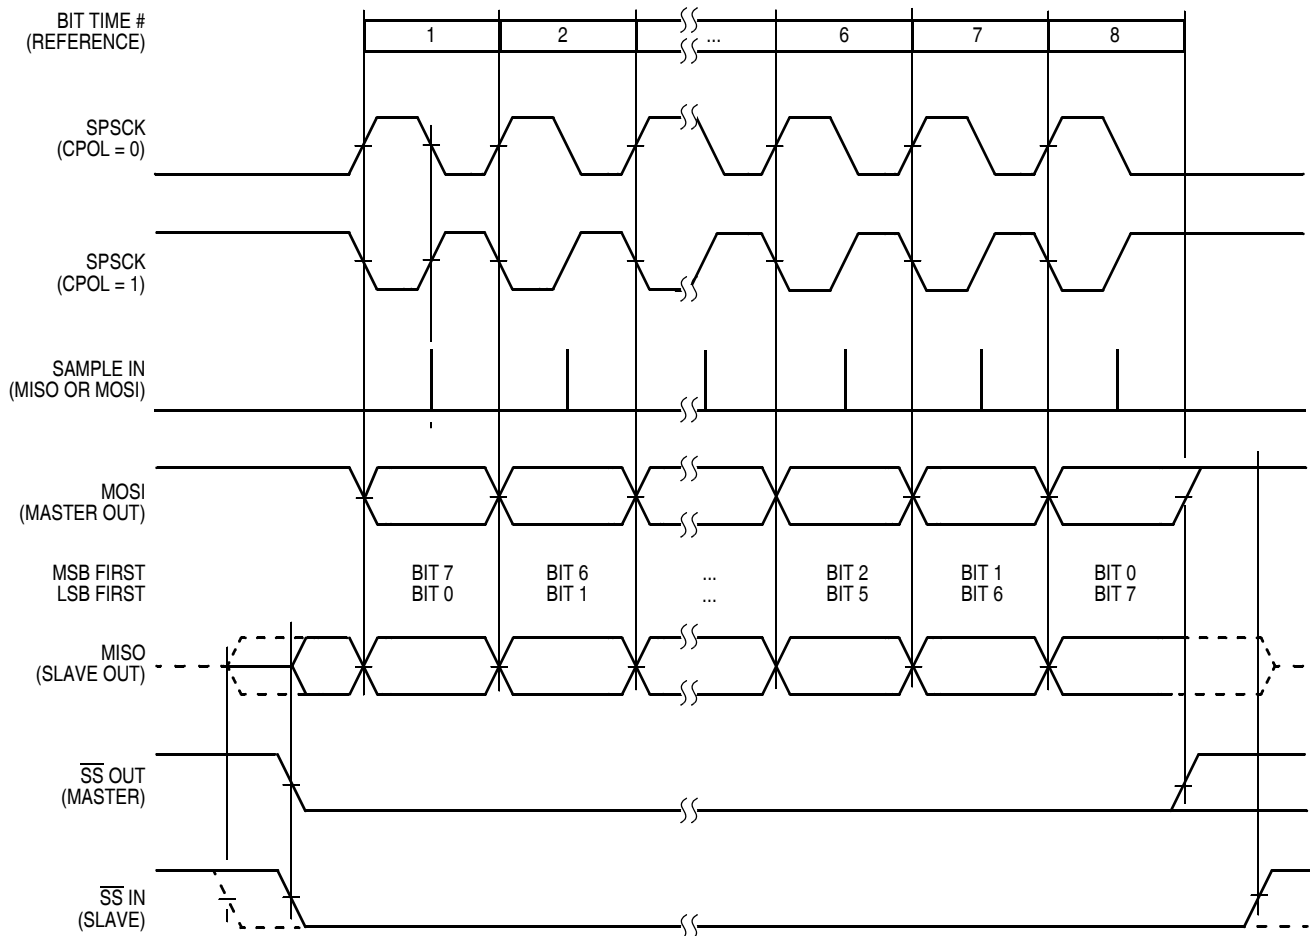 BIT TIME #
(REFERENCE)
1 2 ... 6 7 8
SPSCK
(CPOL = 0)
SPSCK
(CPOL = 1)
SAMPLE IN
(MISO OR MOSI)
MOSI
(MASTER OUT)
MSB FIRST BIT 7 BIT 6 ... BIT 2 BIT 1 BIT 0
LSB FIRST BIT 0 BIT 1 ... BIT 5 BIT 6 BIT 7
MISO
(SLAVE OUT)
S̅S̅ OUT
(MASTER)
S̅S̅ IN
(SLAVE)